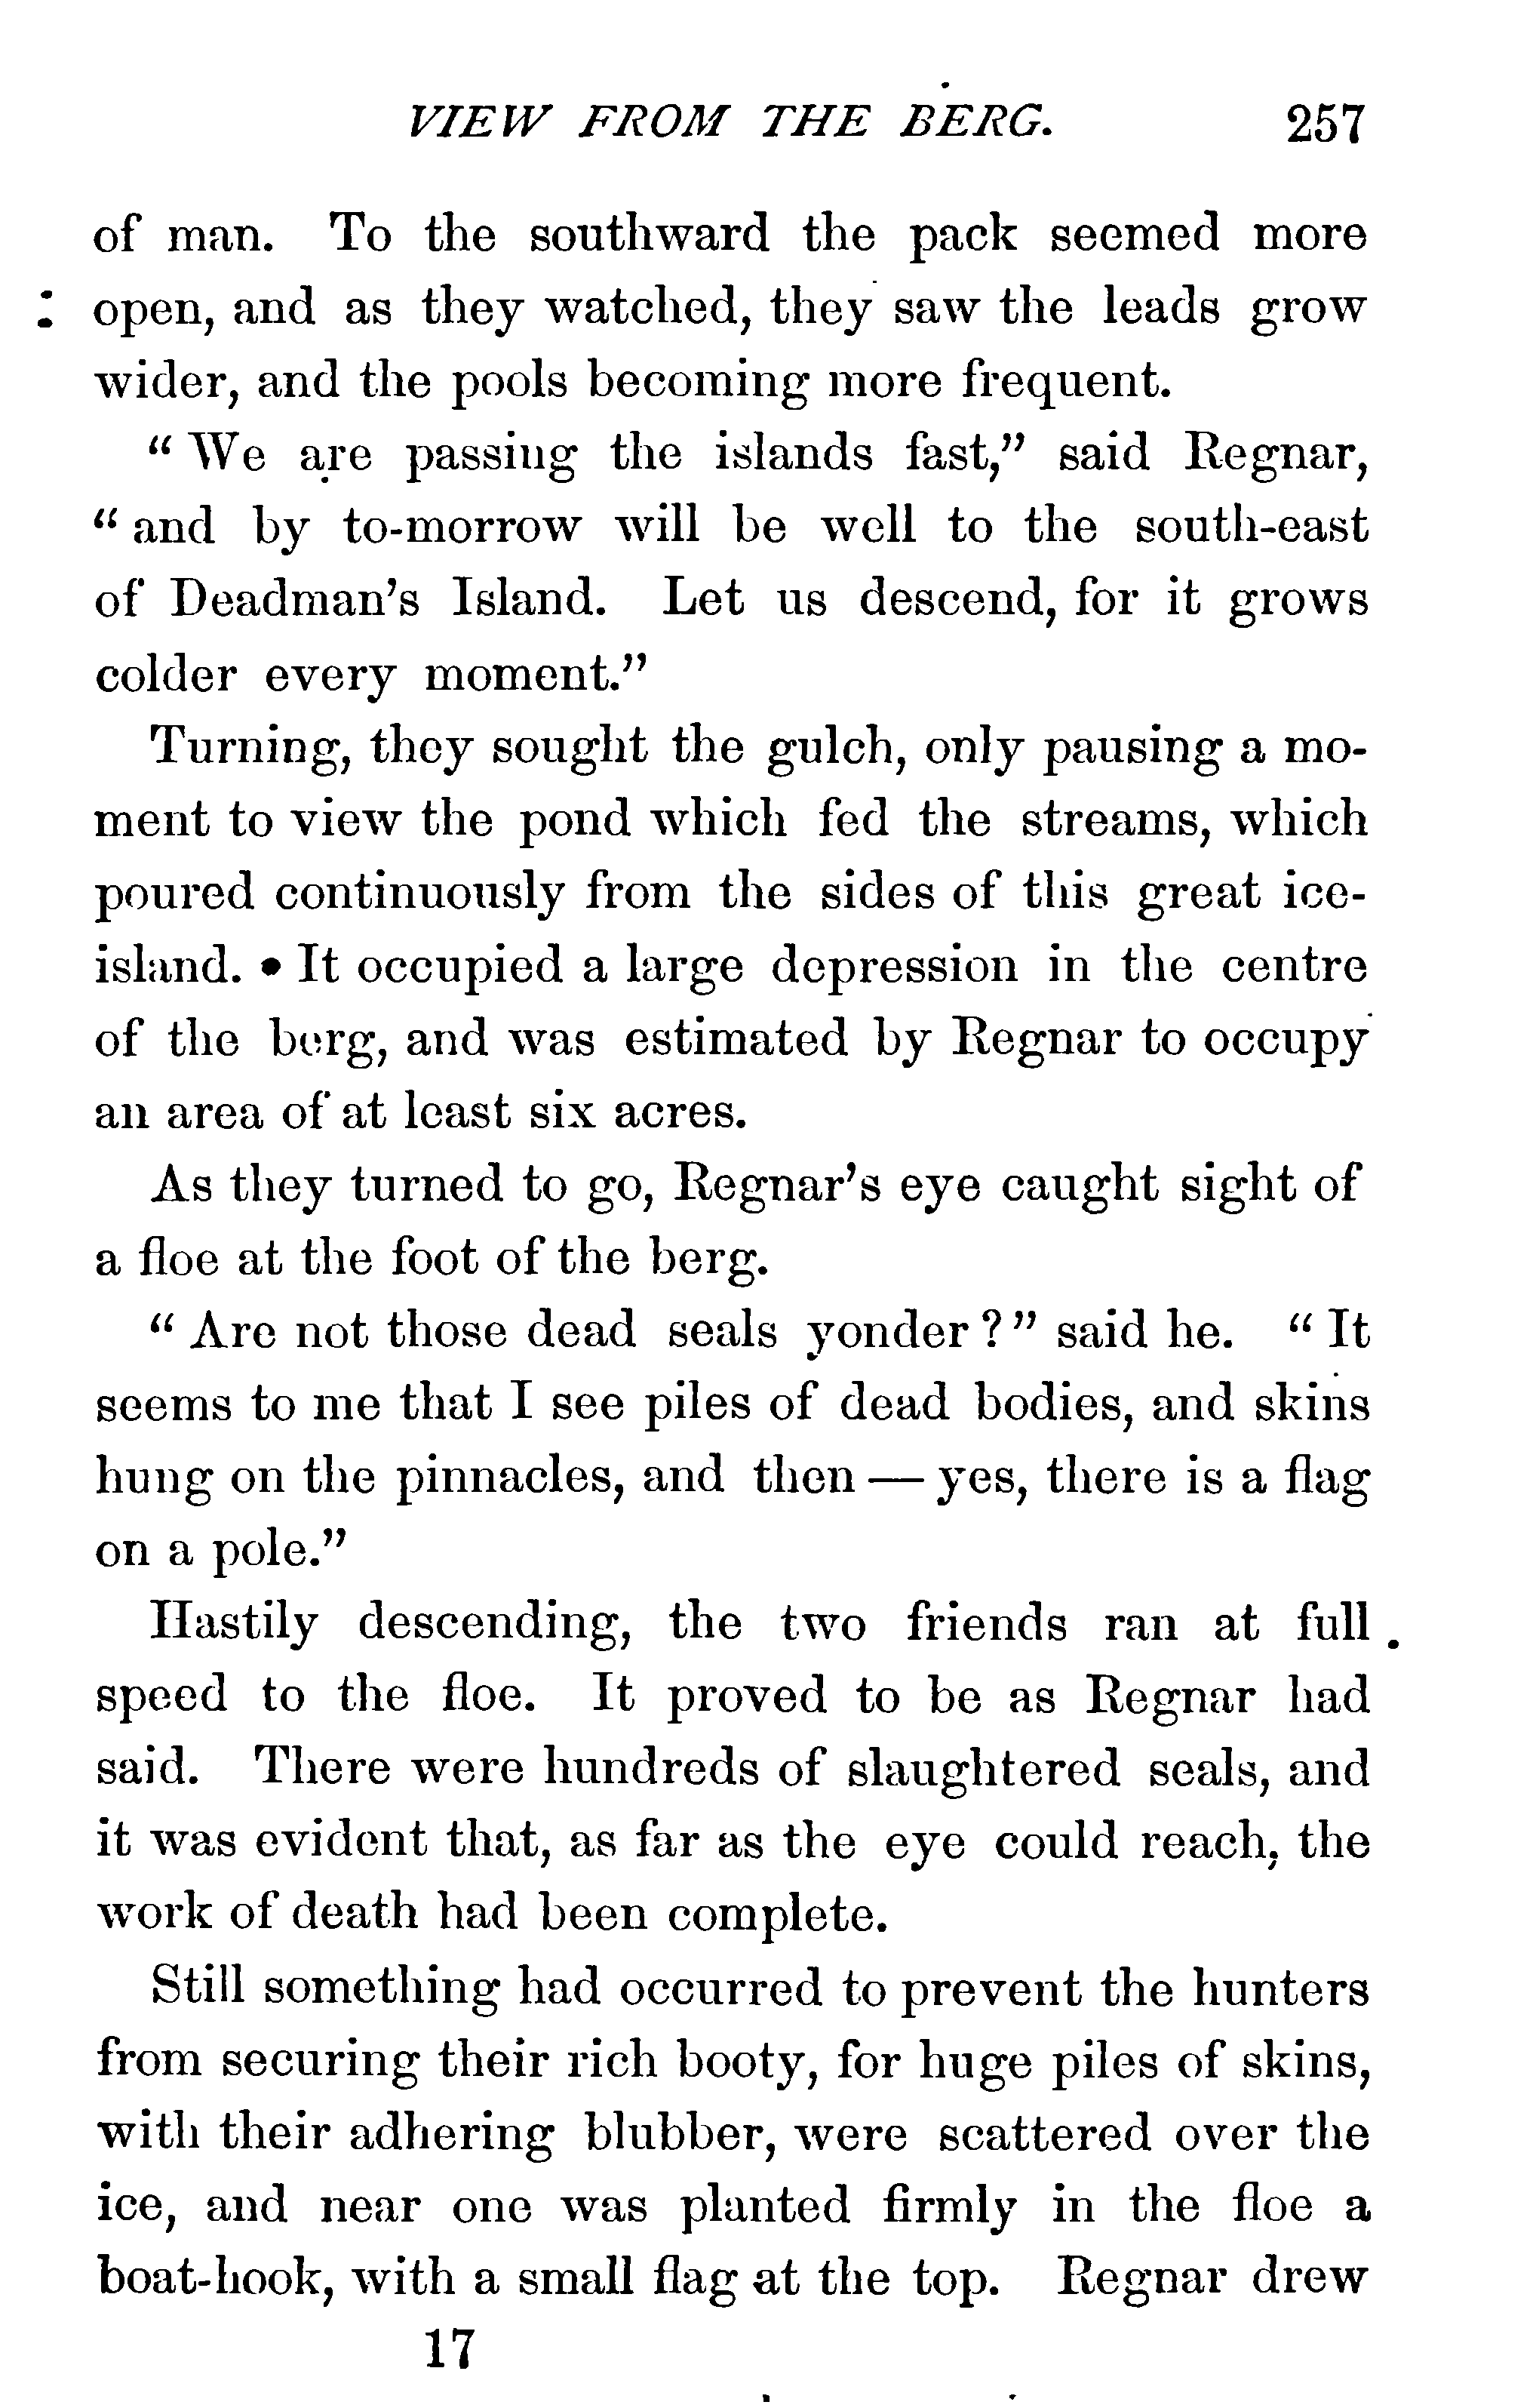 VIEW FROM THE BERG. 257
of man. To the southward the pack seemed more
open, and as they watched, they saw the leads grow
wider, and the pools becoming more frequent.
“ We are passing the islands fast,” said Regnar,
“ and by to-morrow will be well to the south-east
of Deadman’s Island. Let us descend, for it grows
colder every moment.”
Turning, they sought the gulch, only pausing a mo-
ment to view the pond which fed the streams, which
poured continuously from the sides of this great ice-
island. It occupied a large depression in the centre
of the berg, and was estimated by Regnar to occupy
an area of at least six acres.
As they turned to go, Regnar’s eye caught sight of
a floe at the foot of the berg.
“ Are not those dead seals yonder ? ” said he. “ It
seems to me that I see piles of dead bodies, and skins
hung on the pinnacles, and then — yes, there is a flag
on a pole.”
Hastily descending, the two friends ran at full
speed to the floe. It proved to be as Regnar had
said. There were hundreds of slaughtered seals, and
it was evident that, as far as the eye could reach, the
work of death had been complete.
Still something had occurred to prevent the hunters
from securing their rich booty, for huge piles of skins,
with their adhering blubber, were scattered over the
ice, and near one was planted firmly in the floe a
boat-hook, with a small flag at the top. Regnar drew
17